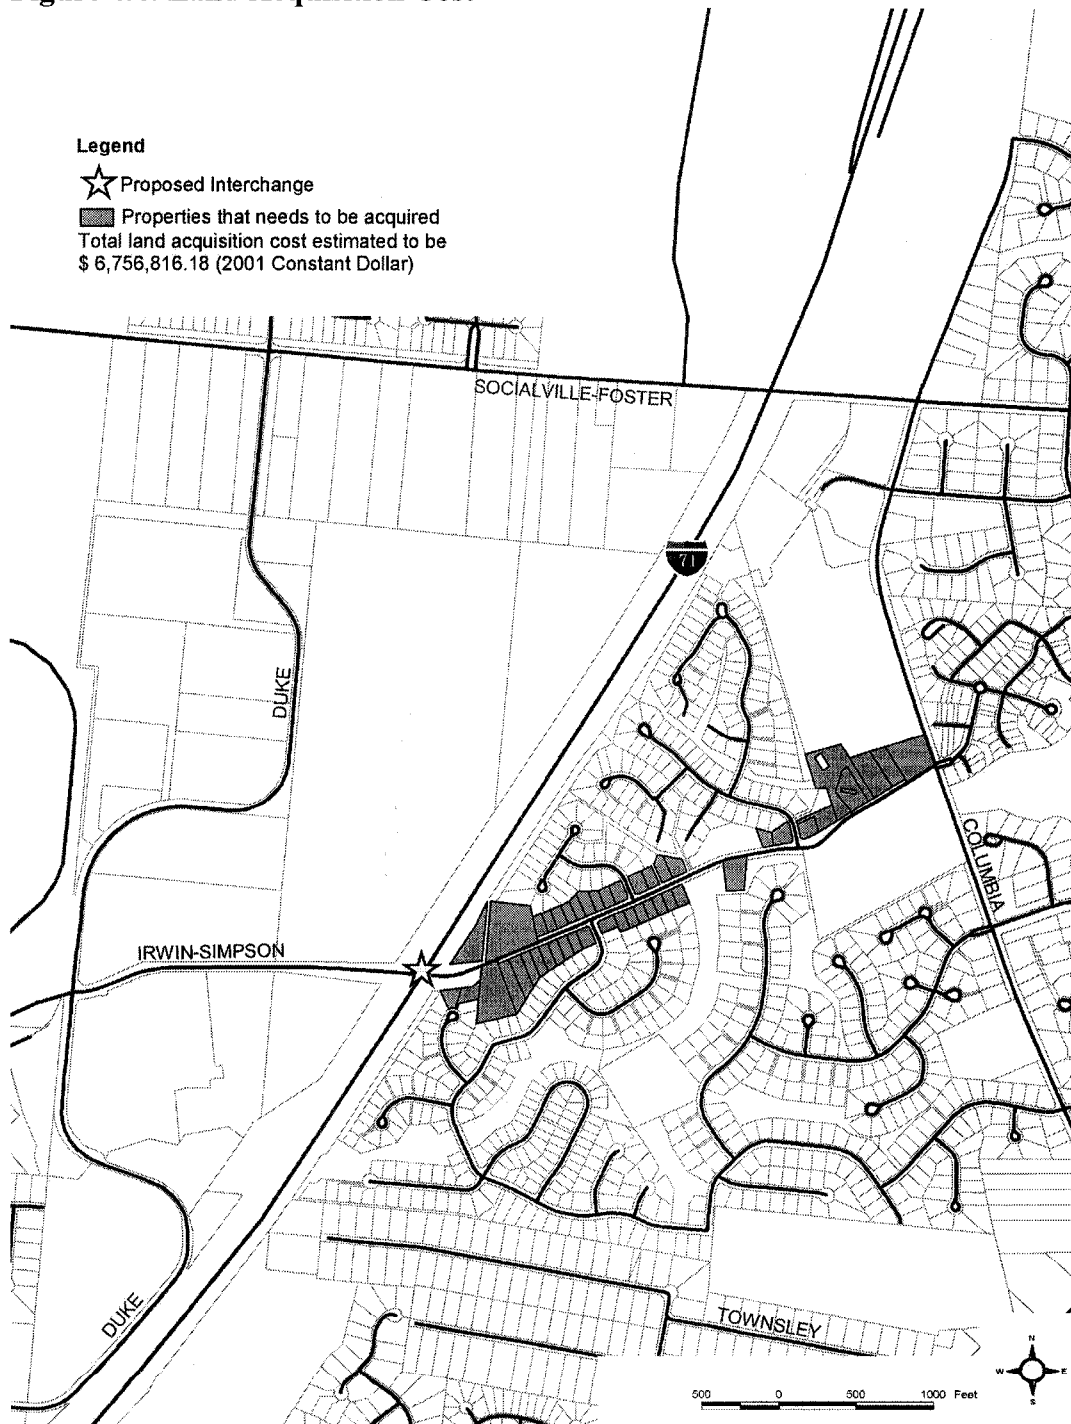 Legend
Proposed Interchange
Properties that needs to be acquired
Total land acquisition cost estimated to be
$ 6,756,816.18 (2001 Constant Dollar)
SOCIALVILLE-FOSTER
71
DUKE
COLUMBIA
IRWIN-SIMPSON
DUKE
TOWNSLEY
N
W E
S
500 0 500 1000 Feet